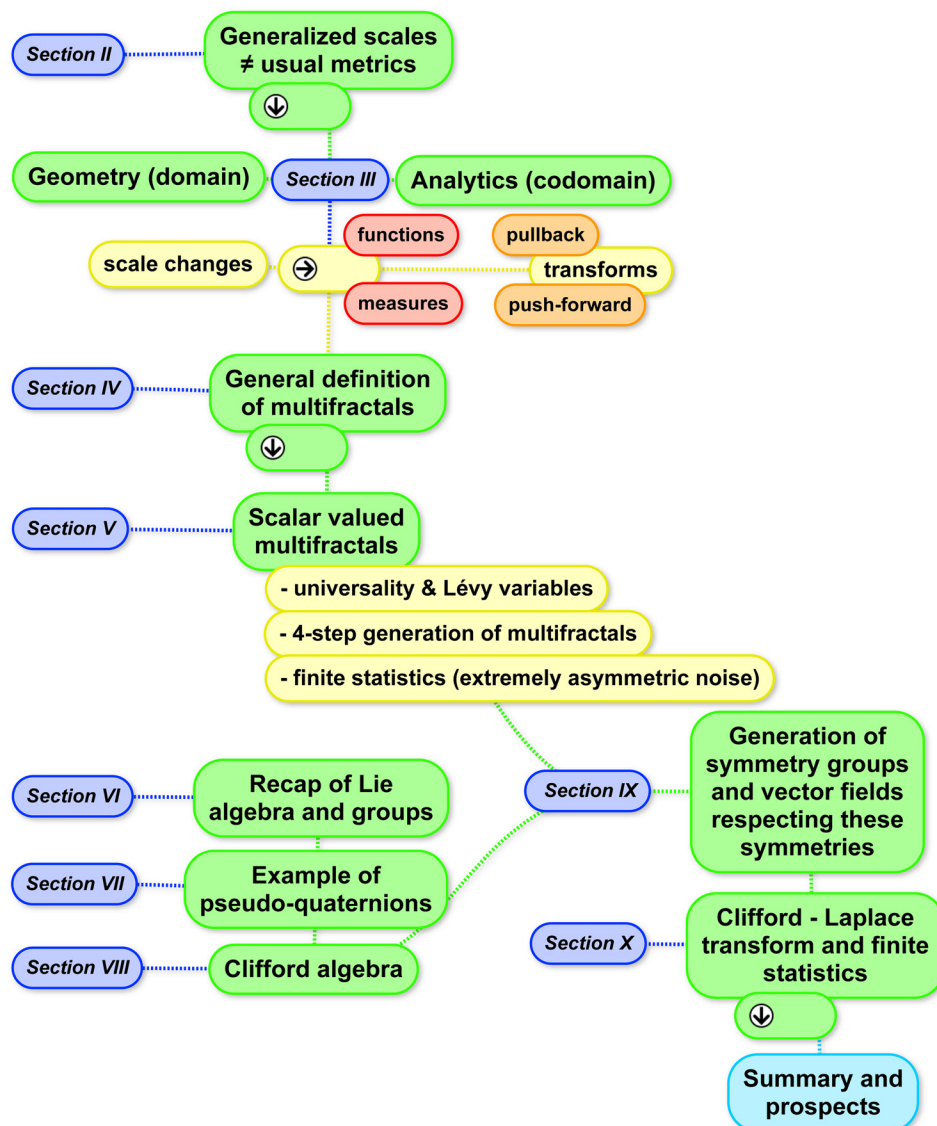 Section II
Generalized scales
≠ usual metrics
Geometry (domain)
Section III
Analytics (codomain)
functions
pullback
scale changes
transforms
measures
push-forward
Section IV
General definition
of multifractals
Section V
Scalar valued
multifractals
- universality & Lévy variables
- 4-step generation of multifractals
- finite statistics (extremely asymmetric noise)
Section VI
Recap of Lie
algebra and groups
Section VII
Example of
pseudo-quaternions
Section VIII
Clifford algebra
Section IX
Generation of
symmetry groups
and vector fields
respecting these
symmetries
Section X
Clifford - Laplace
transform and finite
statistics
Summary and
prospects